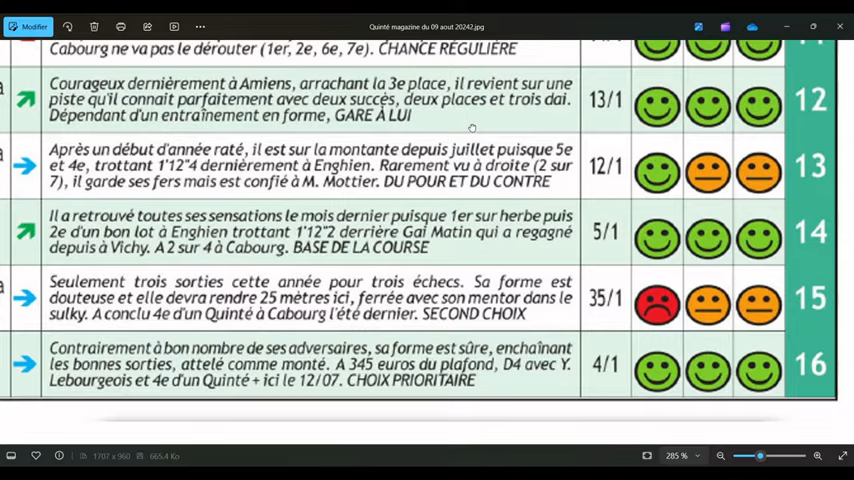 Modifier
Quinté magazine du 09 aout 20242.jpg
Cabourg ne va pas le dérouter (1er, 2e, 6e, 7e). CHANCE RÉGULIÈRE
Courageux dernièrement à Amiens, arrachant la 3e place, il revient sur une
piste qu'il connait parfaitement avec deux succès, deux places et trois dai.
Dépendant d'un entraînement en forme, GARE À LUI
13/1
12
Après un début d'année raté, il est sur la montante depuis juillet puisque 5e
et 4e, trottant 1'12"4 dernièrement à Enghien. Rarement vu à droite (2 sur
7), il garde ses fers mais est confié à M. Mottier. DU POUR ET DU CONTRE
12/1
13
Il a retrouvé toutes ses sensations le mois dernier puisque 1er sur herbe puis
2e d'un bon lot à Enghien trottant 1'12"2 derrière Gai Matin qui a regagné
depuis à Vichy. A 2 sur 4 à Cabourg. BASE DE LA COURSE
5/1
14
Seulement trois sorties cette année pour trois échecs. Sa forme est
douteuse et elle devra rendre 25 mètres ici, ferrée avec son mentor dans le
sulky. A conclu 4e d'un Quinté à Cabourg l'été dernier. SECOND CHOIX
35/1
15
Contrairement à bon nombre de ses adversaires, sa forme est sûre, enchaînant
les bonnes sorties, attelé comme monté. A 345 euros du plafond, D4 avec Y.
Lebourgeois et 4e d'un Quinté + ici le 12/07. CHOIX PRIORITAIRE
4/1
16
1707 x 960
665.4 Ko
285 %